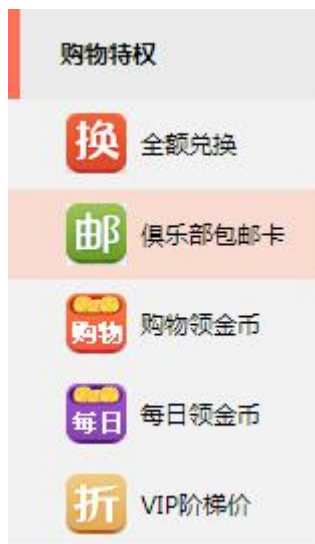 购物特权
换 全额兑换
邮 俱乐部包邮卡
购物 购物领金币
每日 每日领金币
折 VIP阶梯价